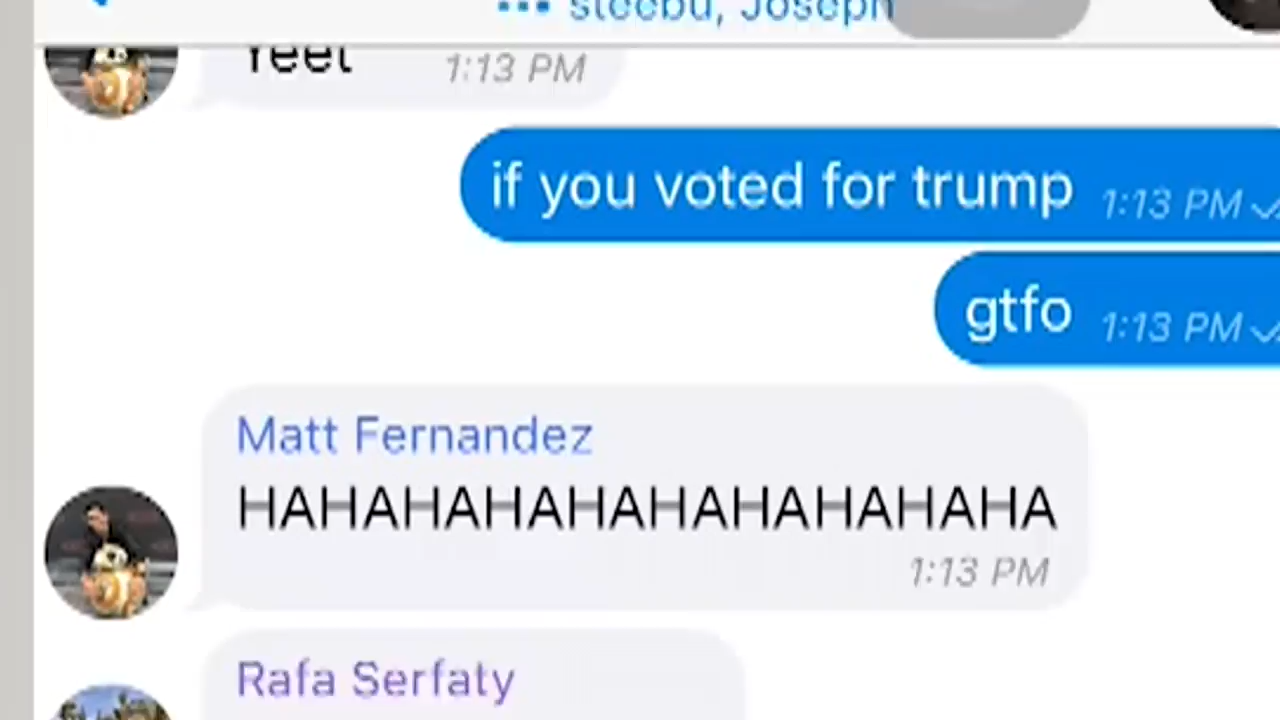 steebu, Joseph
Yeet 1:13 PM
if you voted for trump 1:13 PM
gtfo 1:13 PM
Matt Fernandez
HAHAHAHAHAHAHAHAHAHA
1:13 PM
Rafa Serfaty